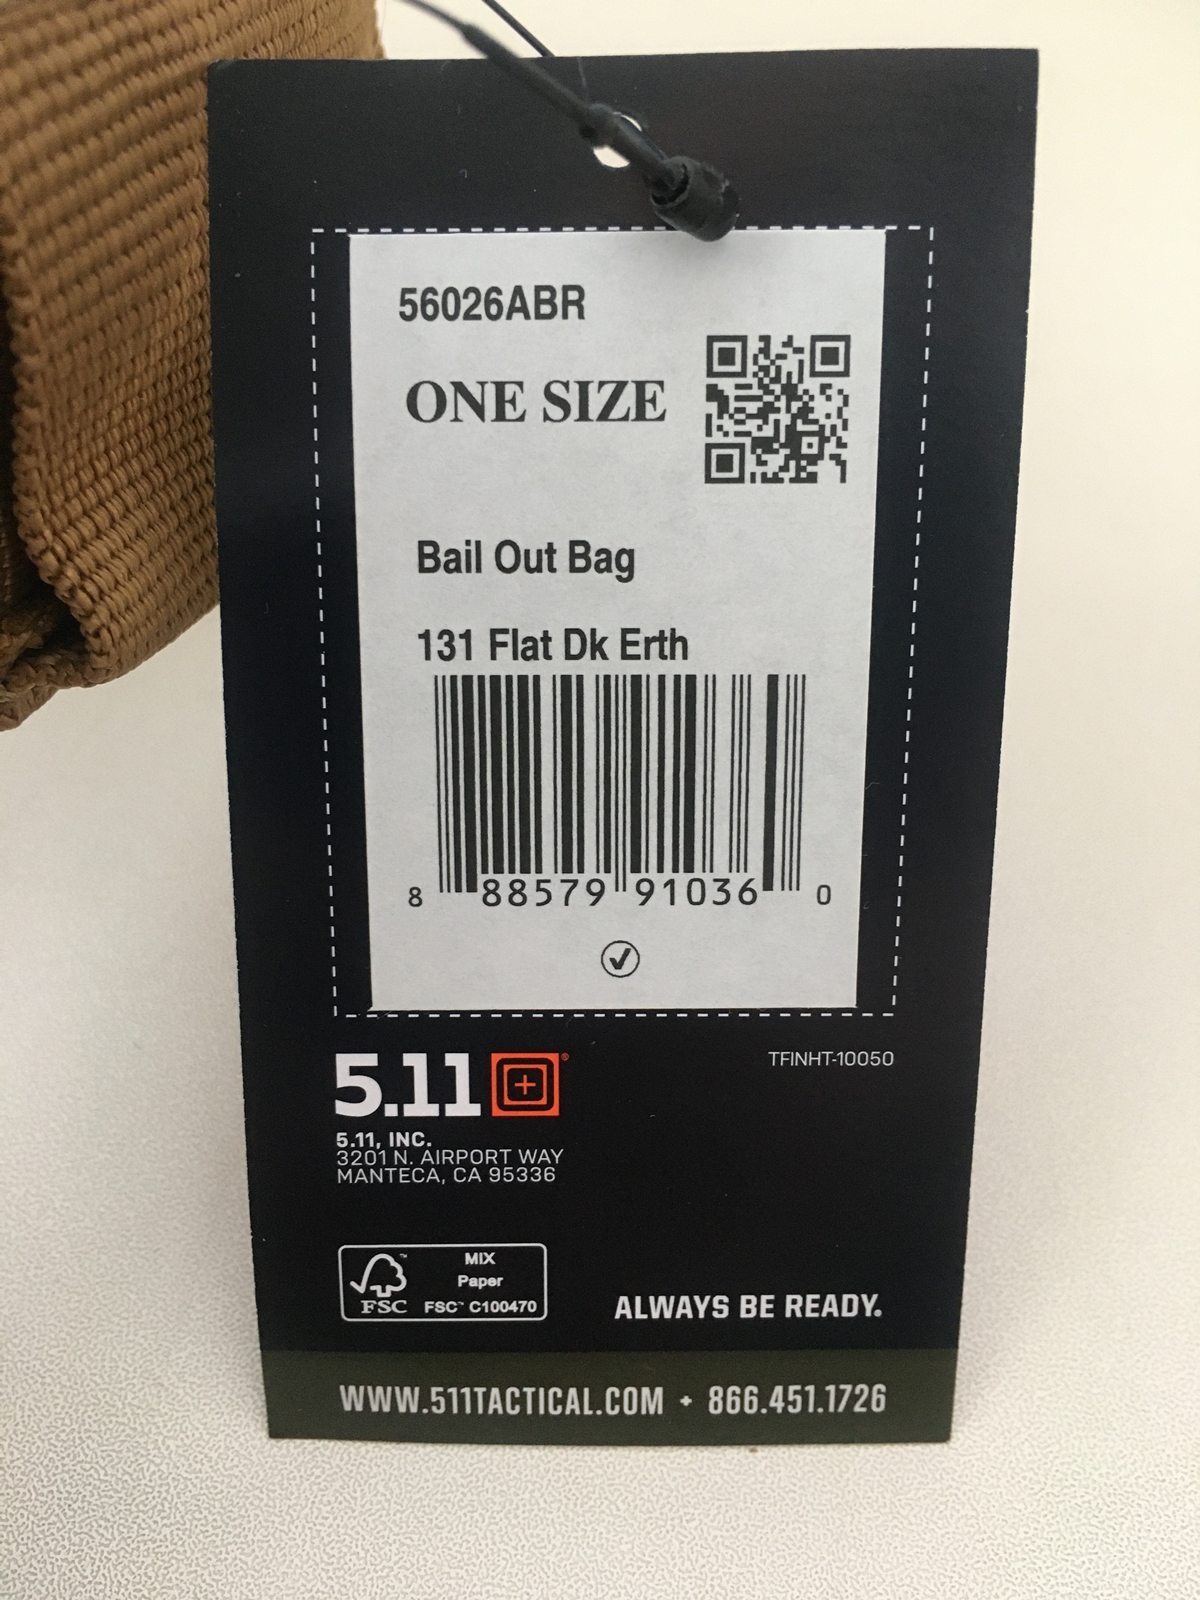 56026ABR
ONE SIZE
Bail Out Bag
131 Flat Dk Erth
8 88579 91036 0
5.11®
TFINHT-10050
5.11, INC.
3201 N. AIRPORT WAY
MANTECA, CA 95336
MIX
Paper
FSC™ FSC™ C100470
ALWAYS BE READY.
WWW.511TACTICAL.COM • 866.451.1726